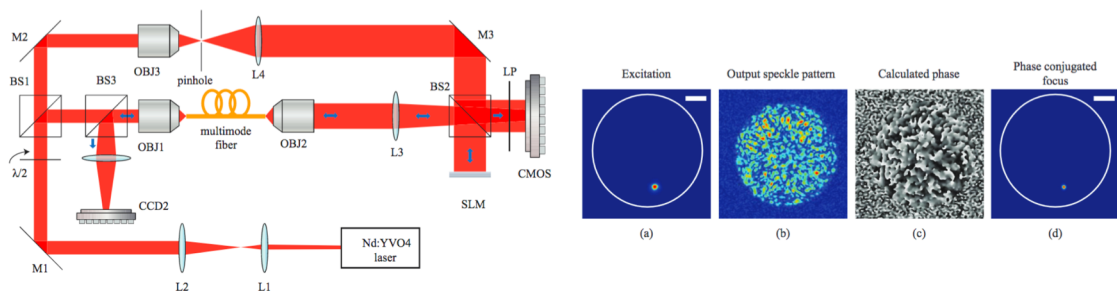 M2
OBJ3
pinhole
L4
M3
BS1
BS3
BS2
LP
OBJ1
multimode
fiber
OBJ2
L3
CMOS
λ/2
CCD2
SLM
M1
L2
L1
Nd:YVO4
laser
Excitation
Output speckle pattern
Calculated phase
Phase conjugated
focus
(a)
(b)
(c)
(d)